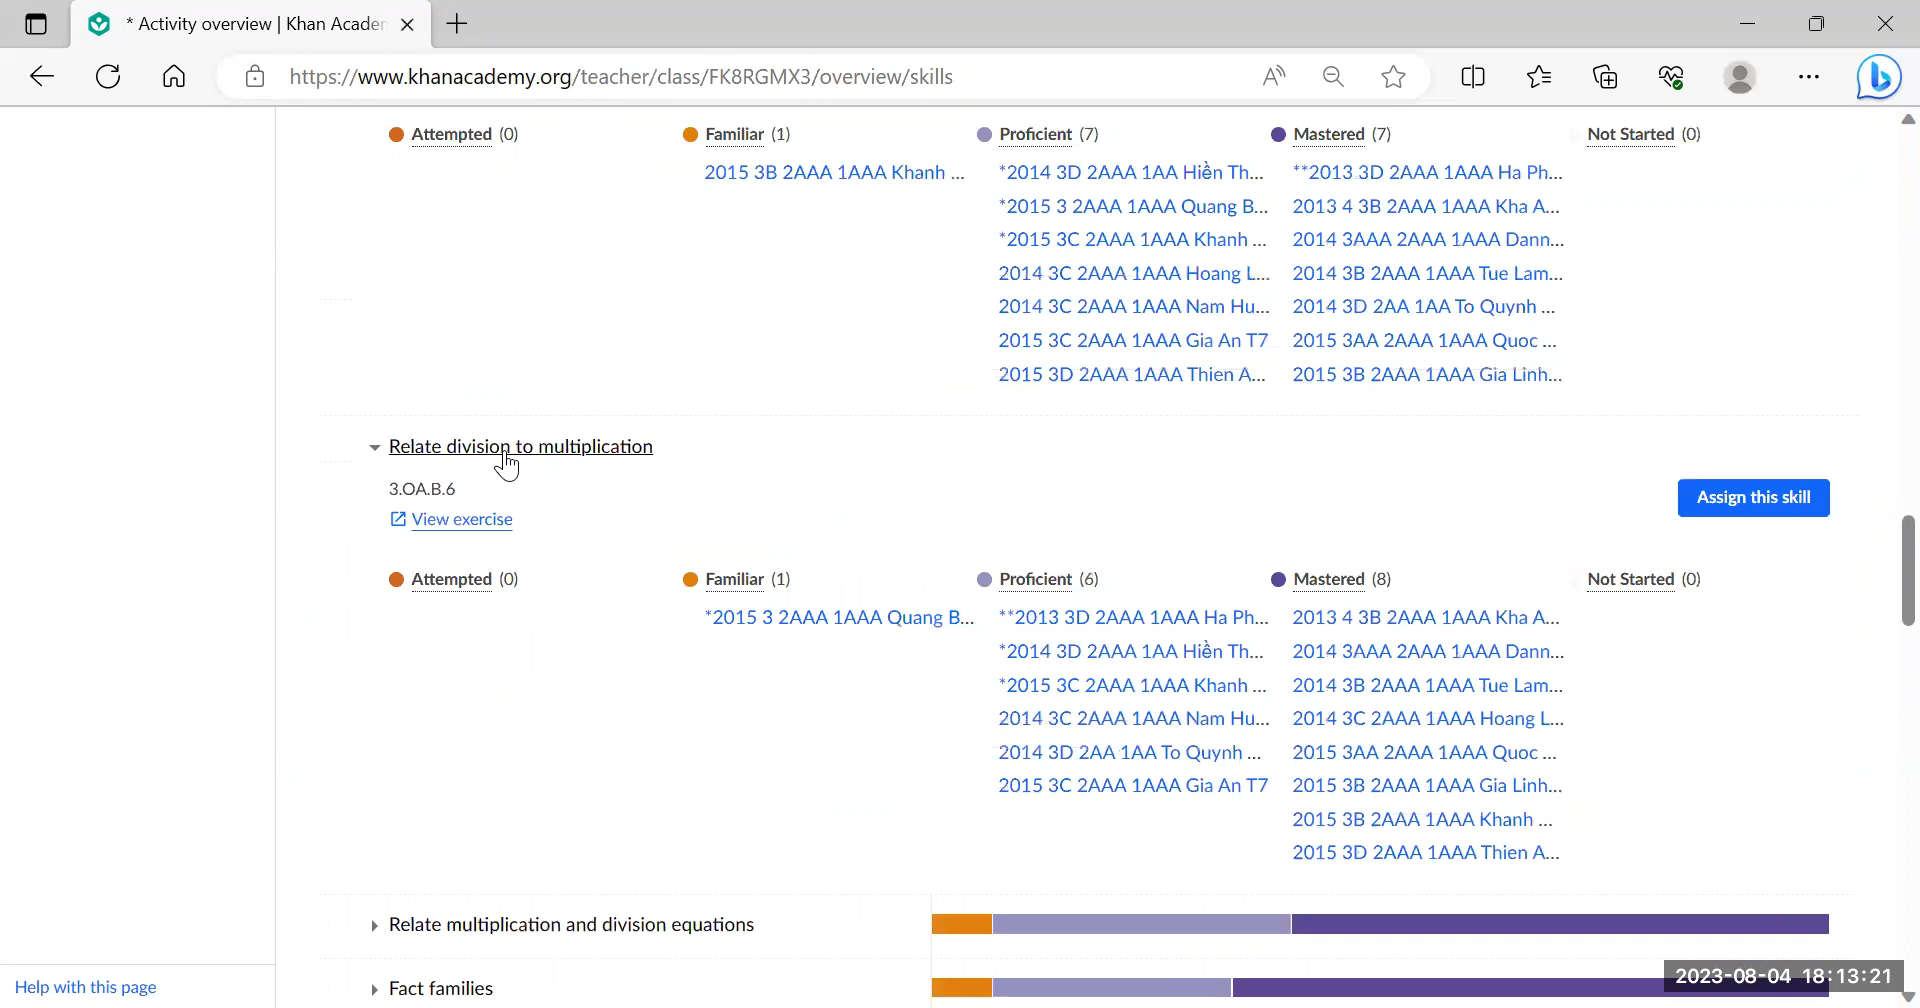 * Activity overview | Khan Acader
https://www.khanacademy.org/teacher/class/FK8RGMX3/overview/skills
Attempted (0)
Familiar (1)
Proficient (7)
Mastered (7)
Not Started (0)
2015 3B 2AAA 1AAA Khanh ...
*2014 3D 2AAA 1AA Hiền Th...
**2013 3D 2AAA 1AAA Ha Ph...
*2015 3 2AAA 1AAA Quang B...
2013 4 3B 2AAA 1AAA Kha A...
*2015 3C 2AAA 1AAA Khanh ...
2014 3AAA 2AAA 1AAA Dann...
2014 3C 2AAA 1AAA Hoang L...
2014 3B 2AAA 1AAA Tue Lam...
2014 3C 2AAA 1AAA Nam Hu...
2014 3D 2AA 1AA To Quynh ...
2015 3C 2AAA 1AAA Gia An T7
2015 3AA 2AAA 1AAA Quoc ...
2015 3D 2AAA 1AAA Thien A...
2015 3B 2AAA 1AAA Gia Linh...
Relate division to multiplication
3.OA.B.6
View exercise
Assign this skill
Attempted (0)
Familiar (1)
Proficient (6)
Mastered (8)
Not Started (0)
*2015 3 2AAA 1AAA Quang B...
**2013 3D 2AAA 1AAA Ha Ph...
2013 4 3B 2AAA 1AAA Kha A...
*2014 3D 2AAA 1AA Hiền Th...
2014 3AAA 2AAA 1AAA Dann...
*2015 3C 2AAA 1AAA Khanh ...
2014 3B 2AAA 1AAA Tue Lam...
2014 3C 2AAA 1AAA Nam Hu...
2014 3C 2AAA 1AAA Hoang L...
2014 3D 2AA 1AA To Quynh ...
2015 3AA 2AAA 1AAA Quoc ...
2015 3C 2AAA 1AAA Gia An T7
2015 3B 2AAA 1AAA Gia Linh...
2015 3B 2AAA 1AAA Khanh ...
2015 3D 2AAA 1AAA Thien A...
Relate multiplication and division equations
Fact families
Help with this page
2023-08-04 18:13:21